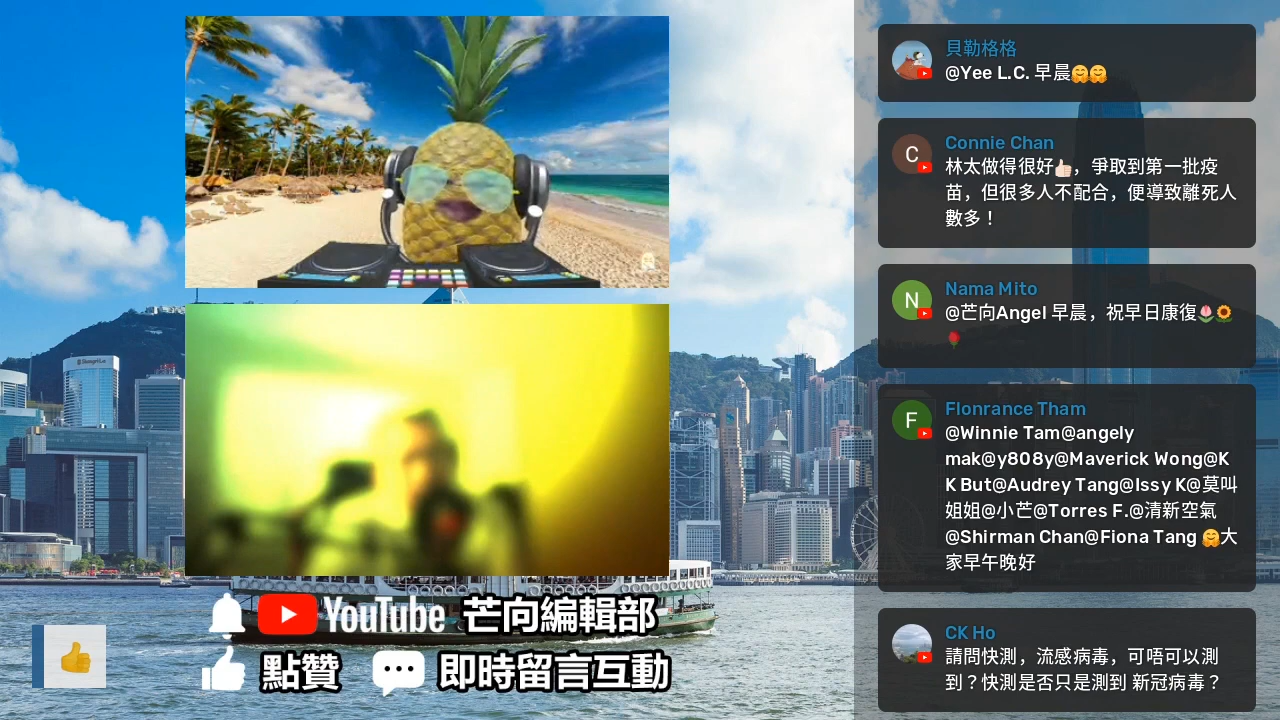 YouTube 芒向編輯部
點贊 即時留言互動
貝勒格格
@Yee L.C. 早晨🤗🤗
C
Connie Chan
林太做得很好👍🏻，爭取到第一批疫
苗，但很多人不配合，便導致離死人
數多！
N
Nama Mito
@芒向Angel 早晨，祝早日康復🌷🌻
🌹
F
Flonrance Tham
@Winnie Tam@angely
mak@y808y@Maverick Wong@K
K But@Audrey Tang@Issy K@莫叫
姐姐@小芒@Torres F.@清新空氣
@Shirman Chan@Fiona Tang 🤗大
家早午晚好
CK Ho
請問快測，流感病毒，可唔可以測
到？快測是否只是測到 新冠病毒？